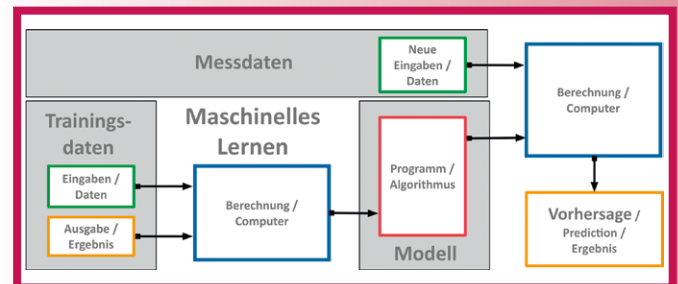 Messdaten
Neue
Eingaben /
Daten
Berechnung /
Computer
Trainings-
daten
Maschinelles
Lernen
Eingaben /
Daten
Ausgabe /
Ergebnis
Berechnung /
Computer
Programm /
Algorithmus
Modell
Vorhersage /
Prediction /
Ergebnis